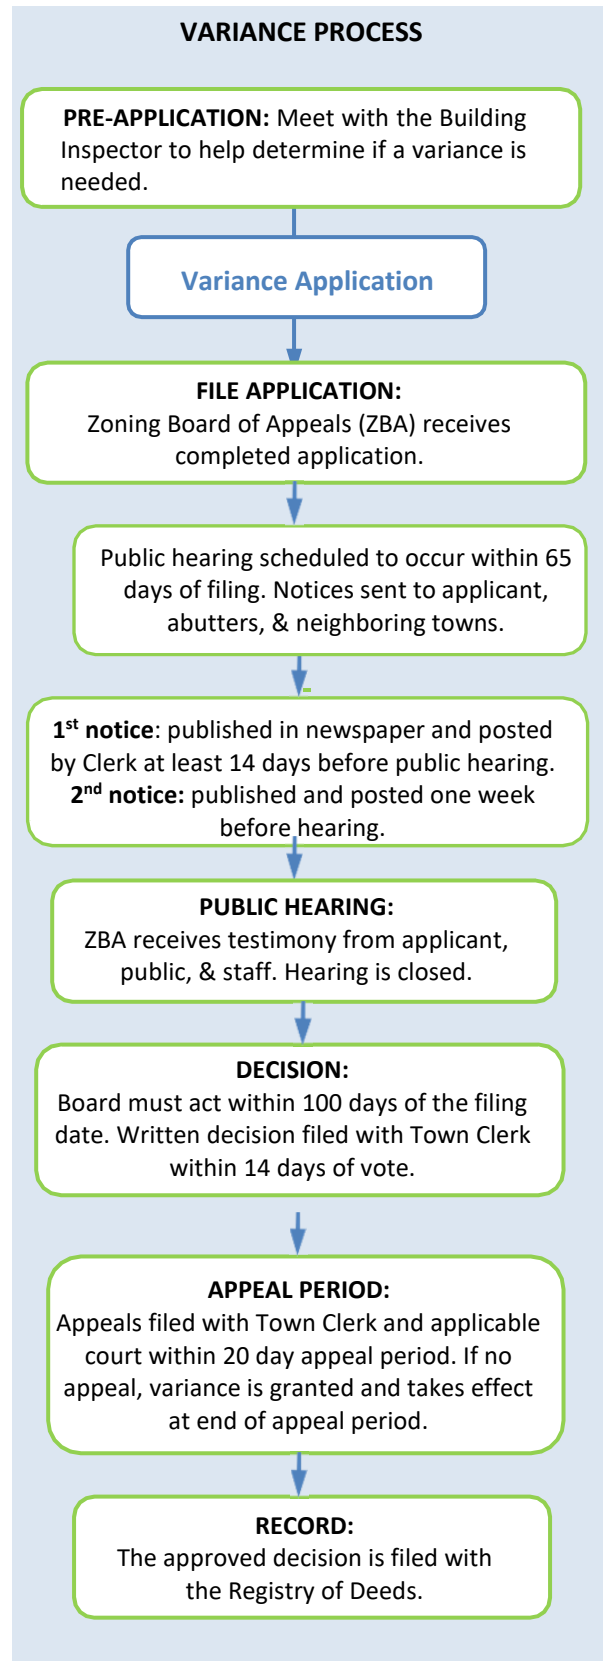 VARIANCE PROCESS
PRE-APPLICATION: Meet with the Building
Inspector to help determine if a variance is
needed.
Variance Application
FILE APPLICATION:
Zoning Board of Appeals (ZBA) receives
completed application.
Public hearing scheduled to occur within 65
days of filing. Notices sent to applicant,
abutters, & neighboring towns.
1st notice: published in newspaper and posted
by Clerk at least 14 days before public hearing.
2nd notice: published and posted one week
before hearing.
PUBLIC HEARING:
ZBA receives testimony from applicant,
public, & staff. Hearing is closed.
DECISION:
Board must act within 100 days of the filing
date. Written decision filed with Town Clerk
within 14 days of vote.
APPEAL PERIOD:
Appeals filed with Town Clerk and applicable
court within 20 day appeal period. If no
appeal, variance is granted and takes effect
at end of appeal period.
RECORD:
The approved decision is filed with
the Registry of Deeds.